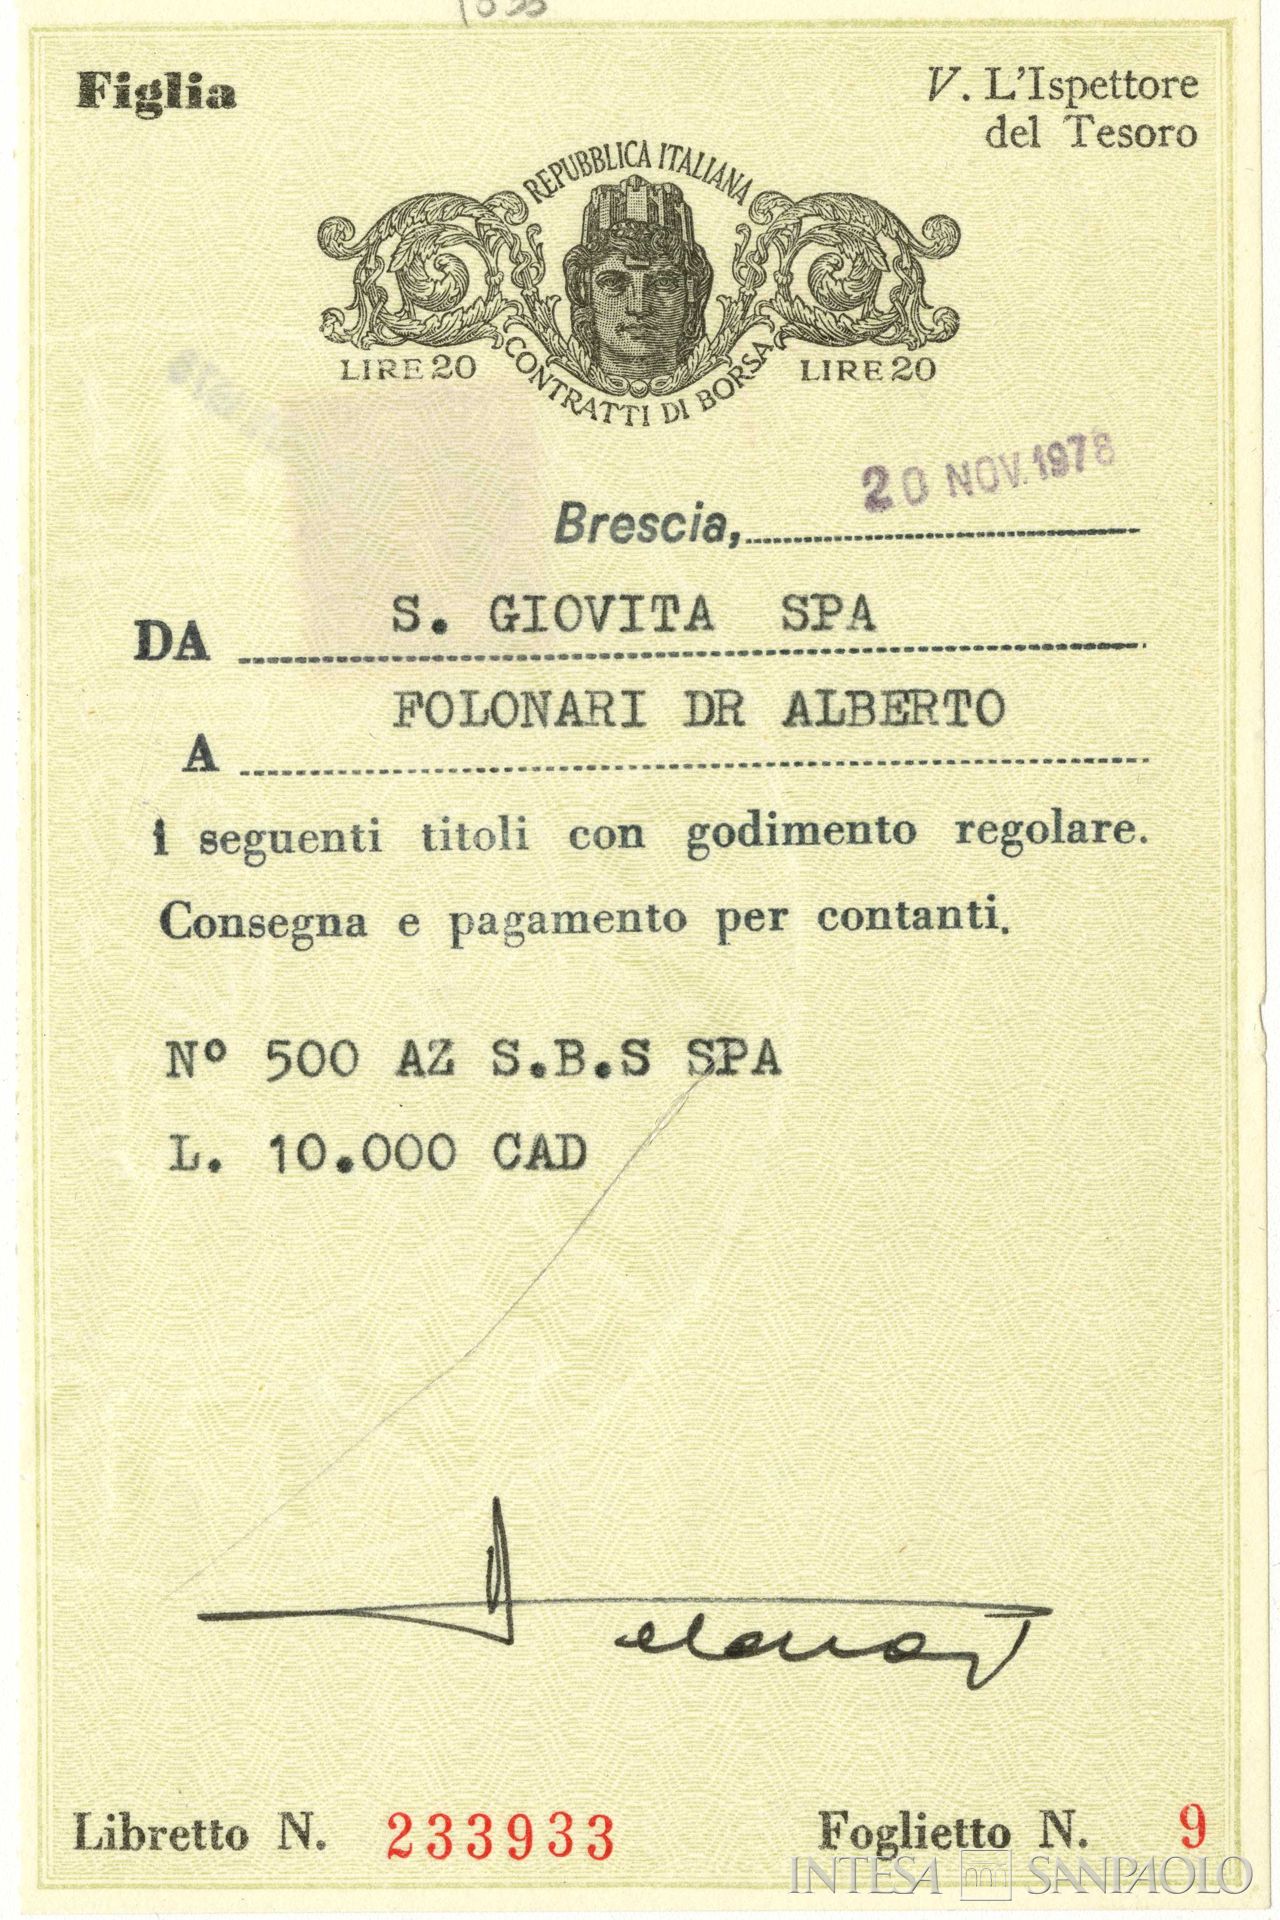 Figlia
V. L'Ispettore
del Tesoro
REPUBBLICA ITALIANA
LIRE 20
CONTRATTI DI BORSA
LIRE 20
20 NOV. 1978
Brescia,
DA S. GIOVITA SPA
A FOLONARI DR ALBERTO
i seguenti titoli con godimento regolare.
Consegna e pagamento per contanti.
Nº 500 AZ S.B.S SPA
L. 10.000 CAD
Libretto N. 233933
Foglietto N. 9
INTESA SANPAOLO